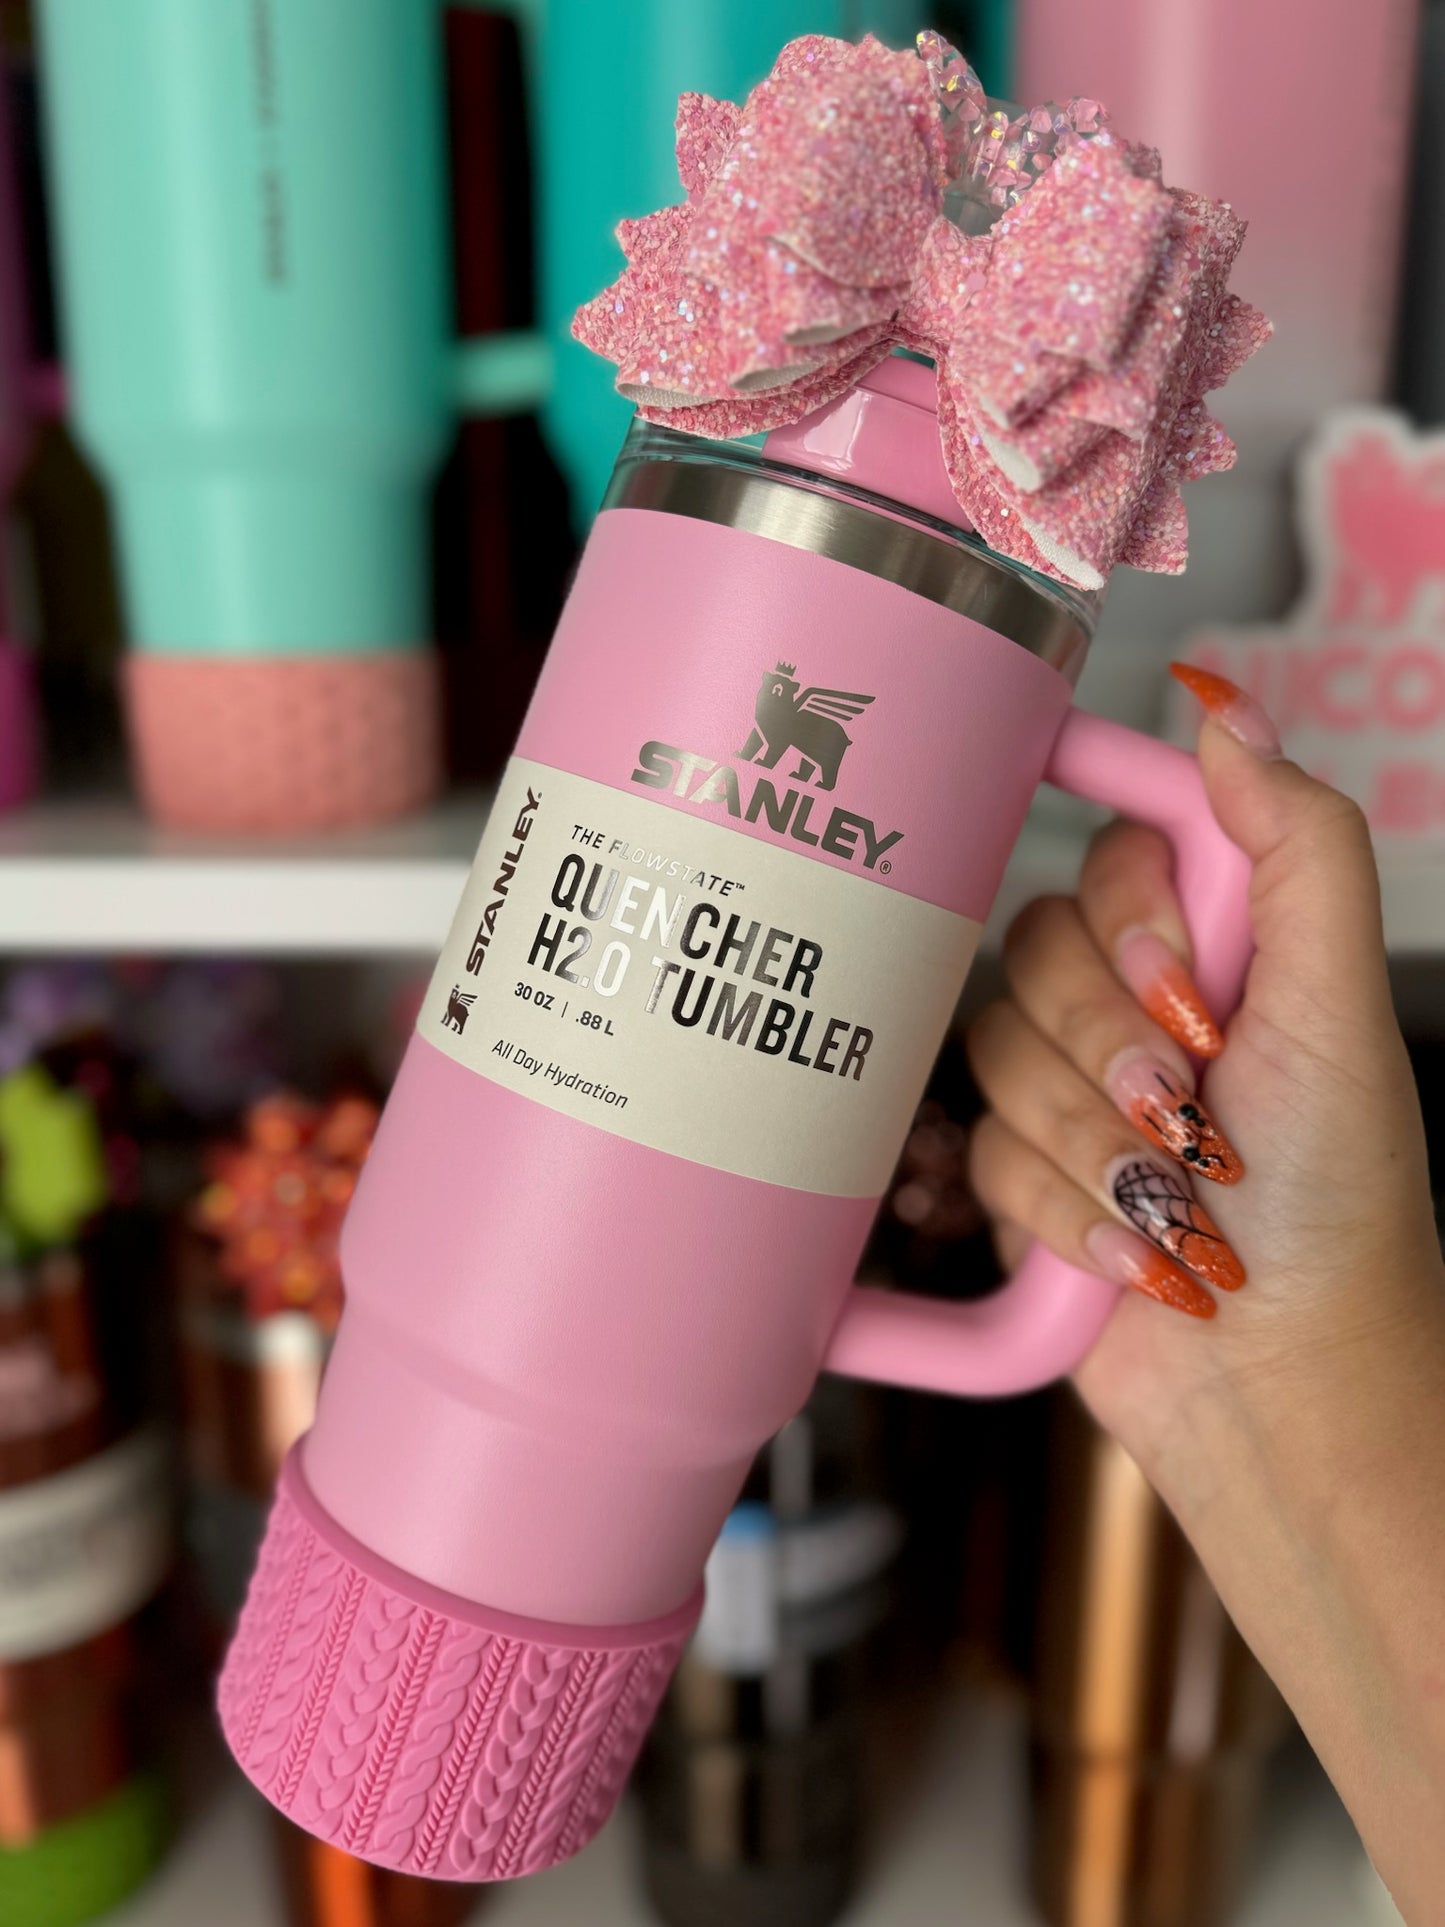 STANLEY®
STANLEY®
THE FLOWSTATE™
QUENCHER
H2.0 TUMBLER
30 OZ | .88 L
All Day Hydration